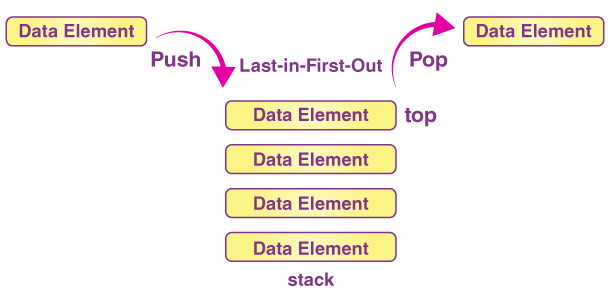 Data Element
Data Element
Push
Last-in-First-Out
Pop
Data Element
top
Data Element
Data Element
Data Element
stack